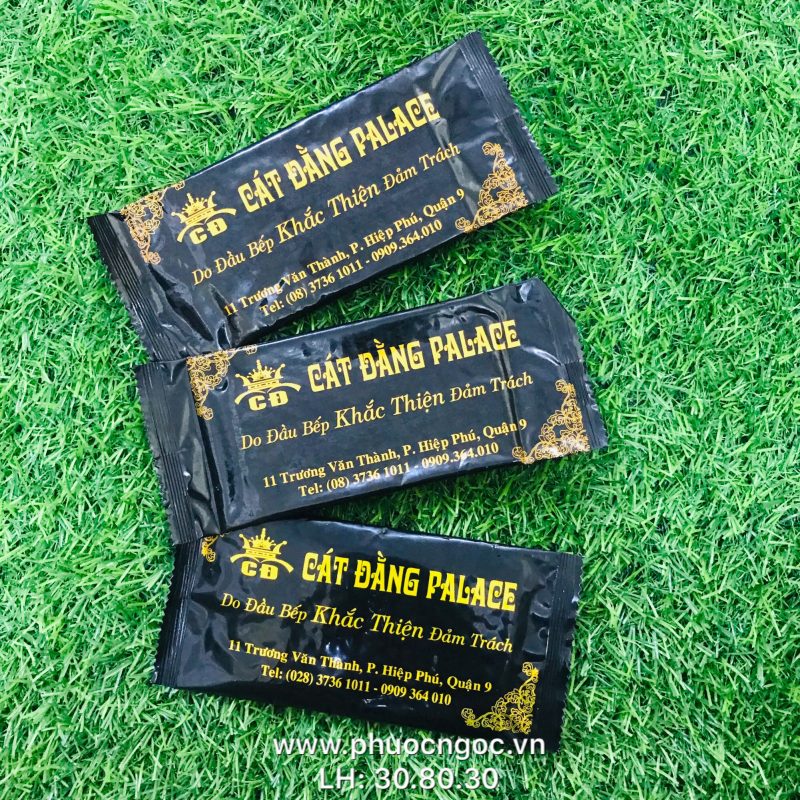 CÁT ĐẰNG PALACE
CĐ
Do Đầu Bếp Khắc Thiện Đảm Trách
11 Trương Văn Thành, P. Hiệp Phú, Quận 9
Tel: (08) 3736 1011 - 0909.364.010
CÁT ĐẰNG PALACE
CĐ
Do Đầu Bếp Khắc Thiện Đảm Trách
11 Trương Văn Thành, P. Hiệp Phú, Quận 9
Tel: (08) 3736 1011 - 0909.364.010
CÁT ĐẰNG PALACE
CĐ
Do Đầu Bếp Khắc Thiện Đảm Trách
11 Trương Văn Thành, P. Hiệp Phú, Quận 9
Tel: (028) 3736 1011 - 0909 364 010
www.phuocngoc.vn
LH: 30.80.30